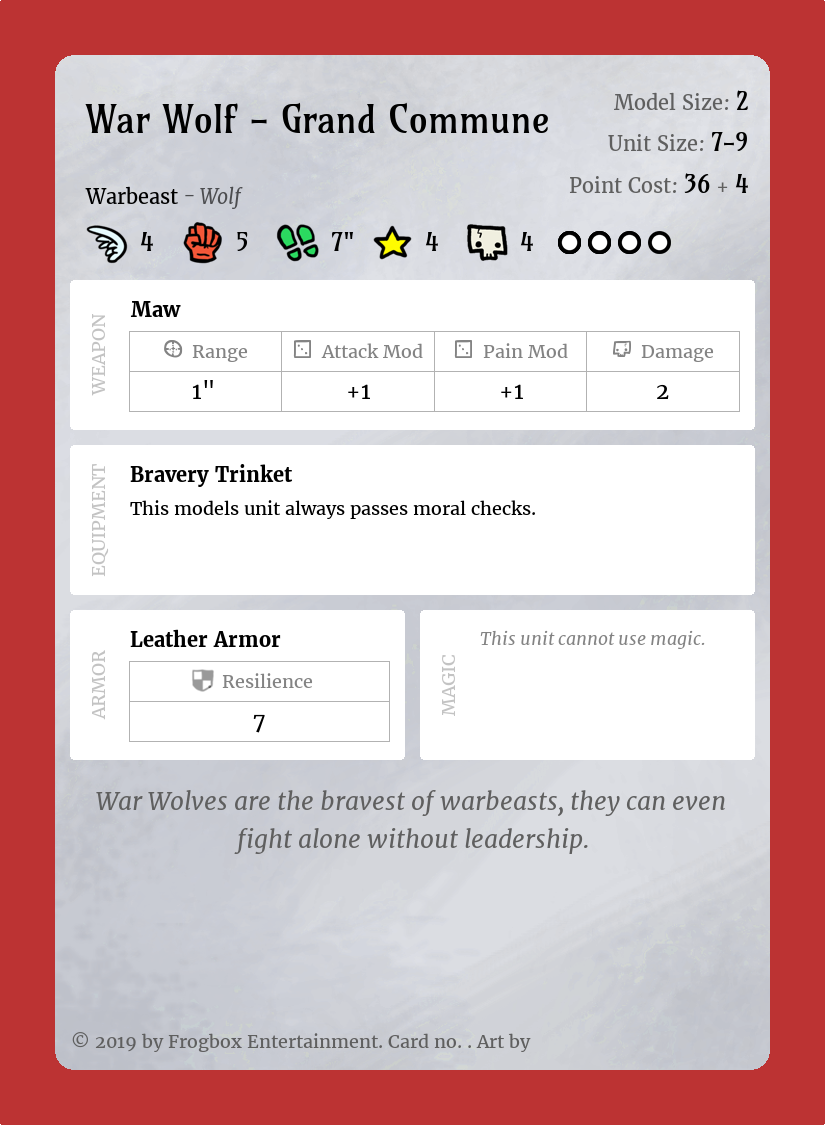 War Wolf – Grand Commune
Model Size: 2
Unit Size: 7–9
Point Cost: 36 + 4
Warbeast - Wolf
4 5 7" 4 4
WEAPON
Maw
Range Attack Mod Pain Mod Damage
1" +1 +1 2
EQUIPMENT
Bravery Trinket
This models unit always passes moral checks.
ARMOR
Leather Armor
Resilience
7
MAGIC
This unit cannot use magic.
War Wolves are the bravest of warbeasts, they can even
fight alone without leadership.
© 2019 by Frogbox Entertainment. Card no. . Art by